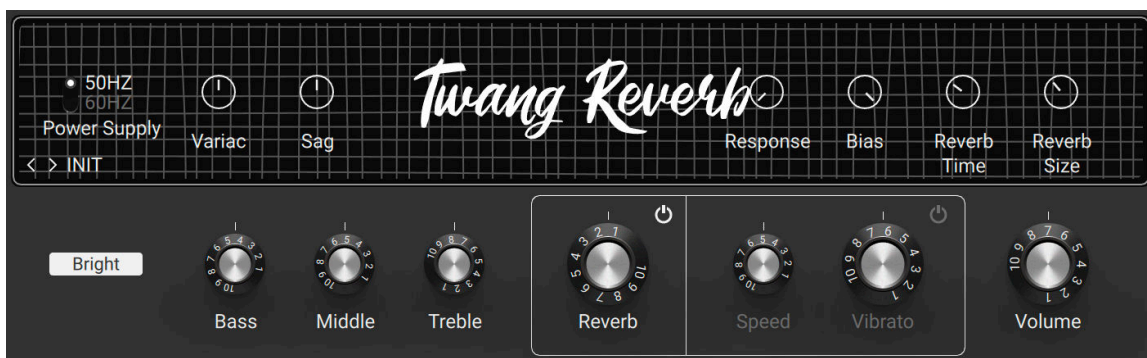 Twang Reverb
50HZ
60HZ
Power Supply
Variac
Sag
Response
Bias
Reverb
Time
Reverb
Size
< > INIT
Bright
Bass
Middle
Treble
Reverb
Speed
Vibrato
Volume